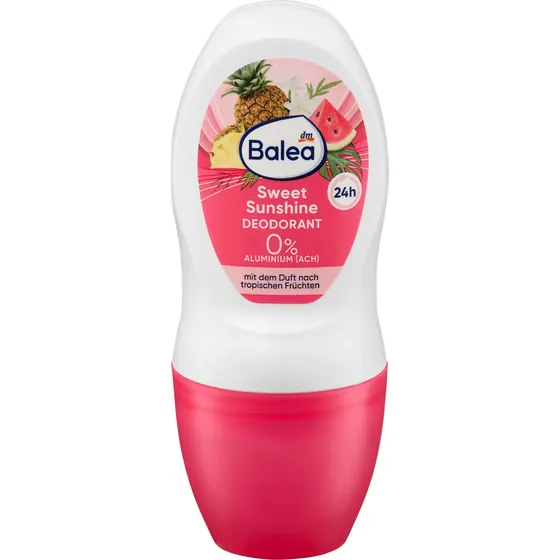 dm
Balea
Sweet
Sunshine
DEODORANT
24h
0%
ALUMINIUM (ACH)
mit dem Duft nach
tropischen Früchten